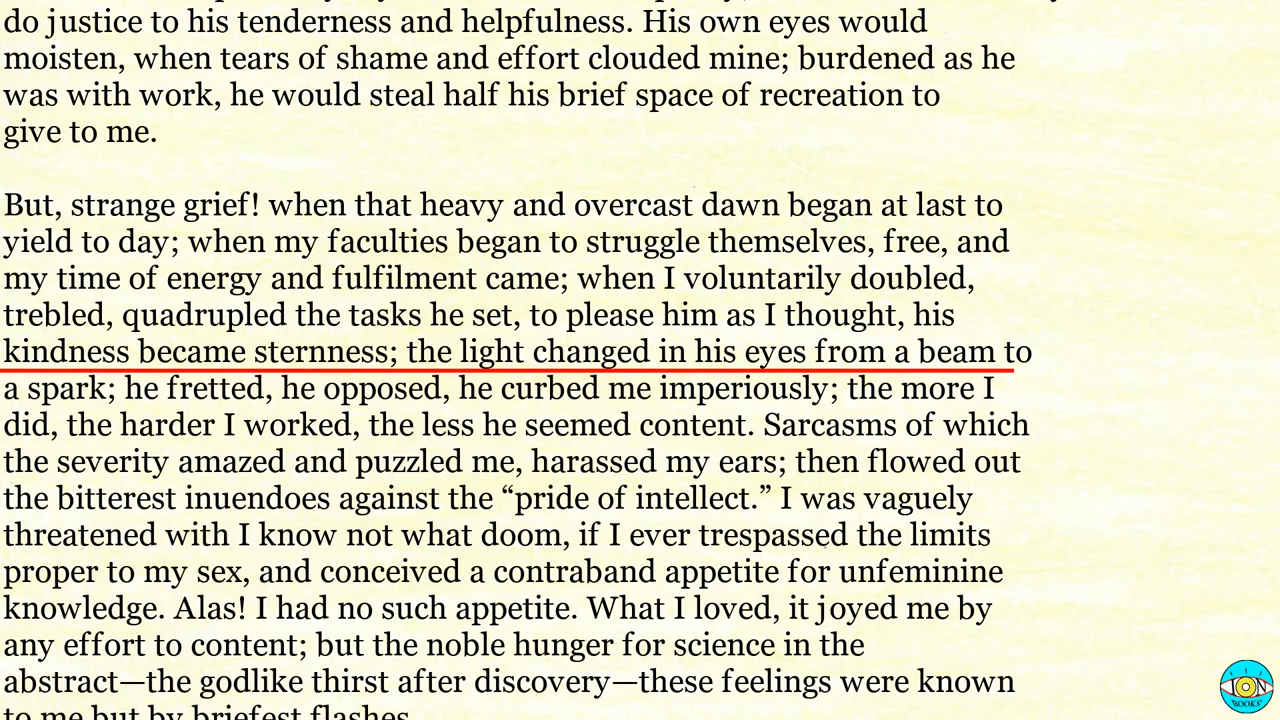 do justice to his tenderness and helpfulness. His own eyes would
moisten, when tears of shame and effort clouded mine; burdened as he
was with work, he would steal half his brief space of recreation to
give to me.
But, strange grief! when that heavy and overcast dawn began at last to
yield to day; when my faculties began to struggle themselves, free, and
my time of energy and fulfilment came; when I voluntarily doubled,
trebled, quadrupled the tasks he set, to please him as I thought, his
kindness became sternness; the light changed in his eyes from a beam to
a spark; he fretted, he opposed, he curbed me imperiously; the more I
did, the harder I worked, the less he seemed content. Sarcasms of which
the severity amazed and puzzled me, harassed my ears; then flowed out
the bitterest inuendoes against the “pride of intellect.” I was vaguely
threatened with I know not what doom, if I ever trespassed the limits
proper to my sex, and conceived a contraband appetite for unfeminine
knowledge. Alas! I had no such appetite. What I loved, it joyed me by
any effort to content; but the noble hunger for science in the
abstract—the godlike thirst after discovery—these feelings were known
to me but by briefest flashes.
ION
BOOKS